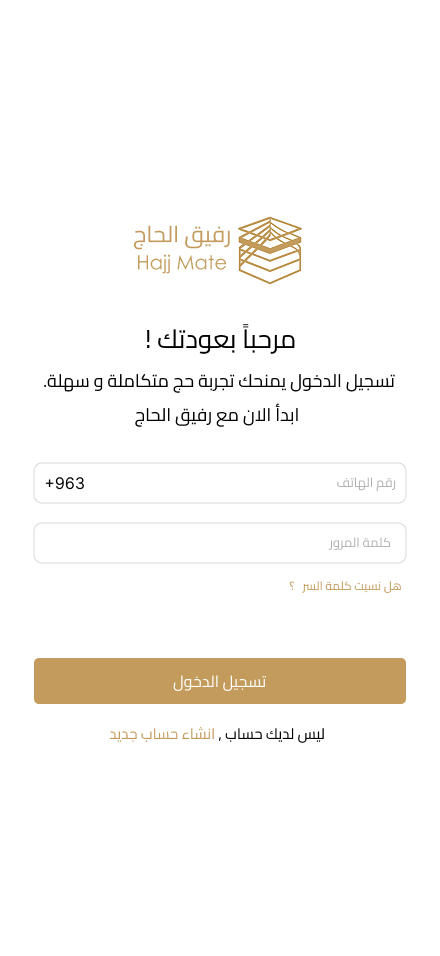 رفيق الحاج
Hajj Mate
مرحباً بعودتك !
تسجيل الدخول يمنحك تجربة حج متكاملة و سهلة.
ابدأ الان مع رفيق الحاج
رقم الهاتف +963
كلمة المرور
هل نسيت كلمة السر ؟
تسجيل الدخول
ليس لديك حساب , انشاء حساب جديد